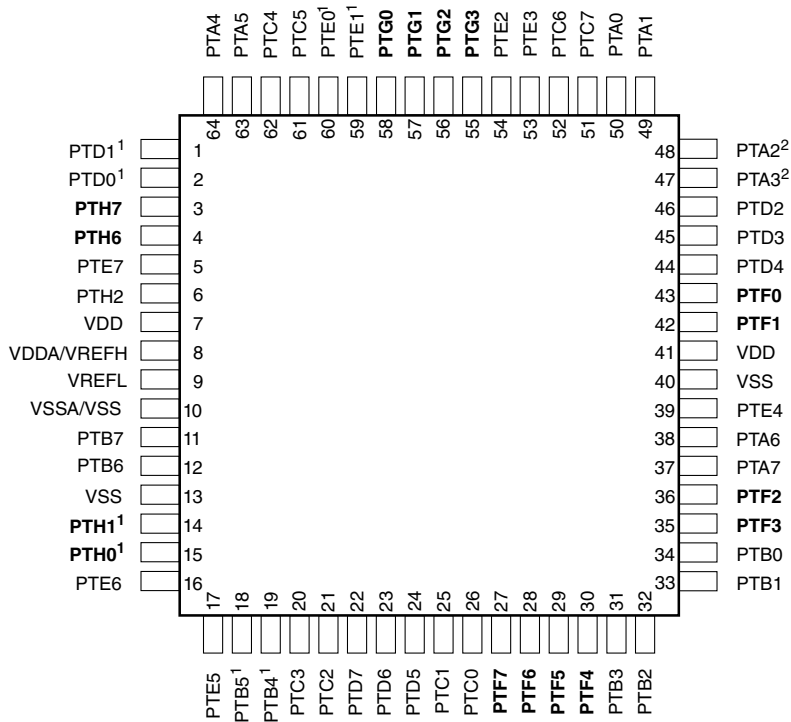 PTA4 PTA5 PTC4 PTC5 PTE0¹ PTE1¹ PTG0 PTG1 PTG2 PTG3 PTE2 PTE3 PTC6 PTC7 PTA0 PTA1
64 63 62 61 60 59 58 57 56 55 54 53 52 51 50 49
PTD1¹ 1 48 PTA2²
PTD0¹ 2 47 PTA3²
PTH7 3 46 PTD2
PTH6 4 45 PTD3
PTE7 5 44 PTD4
PTH2 6 43 PTF0
VDD 7 42 PTF1
VDDA/VREFH 8 41 VDD
VREFL 9 40 VSS
VSSA/VSS 10 39 PTE4
PTB7 11 38 PTA6
PTB6 12 37 PTA7
VSS 13 36 PTF2
PTH1¹ 14 35 PTF3
PTH0¹ 15 34 PTB0
PTE6 16 33 PTB1
17 18 19 20 21 22 23 24 25 26 27 28 29 30 31 32
PTE5 PTB5¹ PTB4¹ PTC3 PTC2 PTD7 PTD6 PTD5 PTC1 PTC0 PTF7 PTF6 PTF5 PTF4 PTB3 PTB2